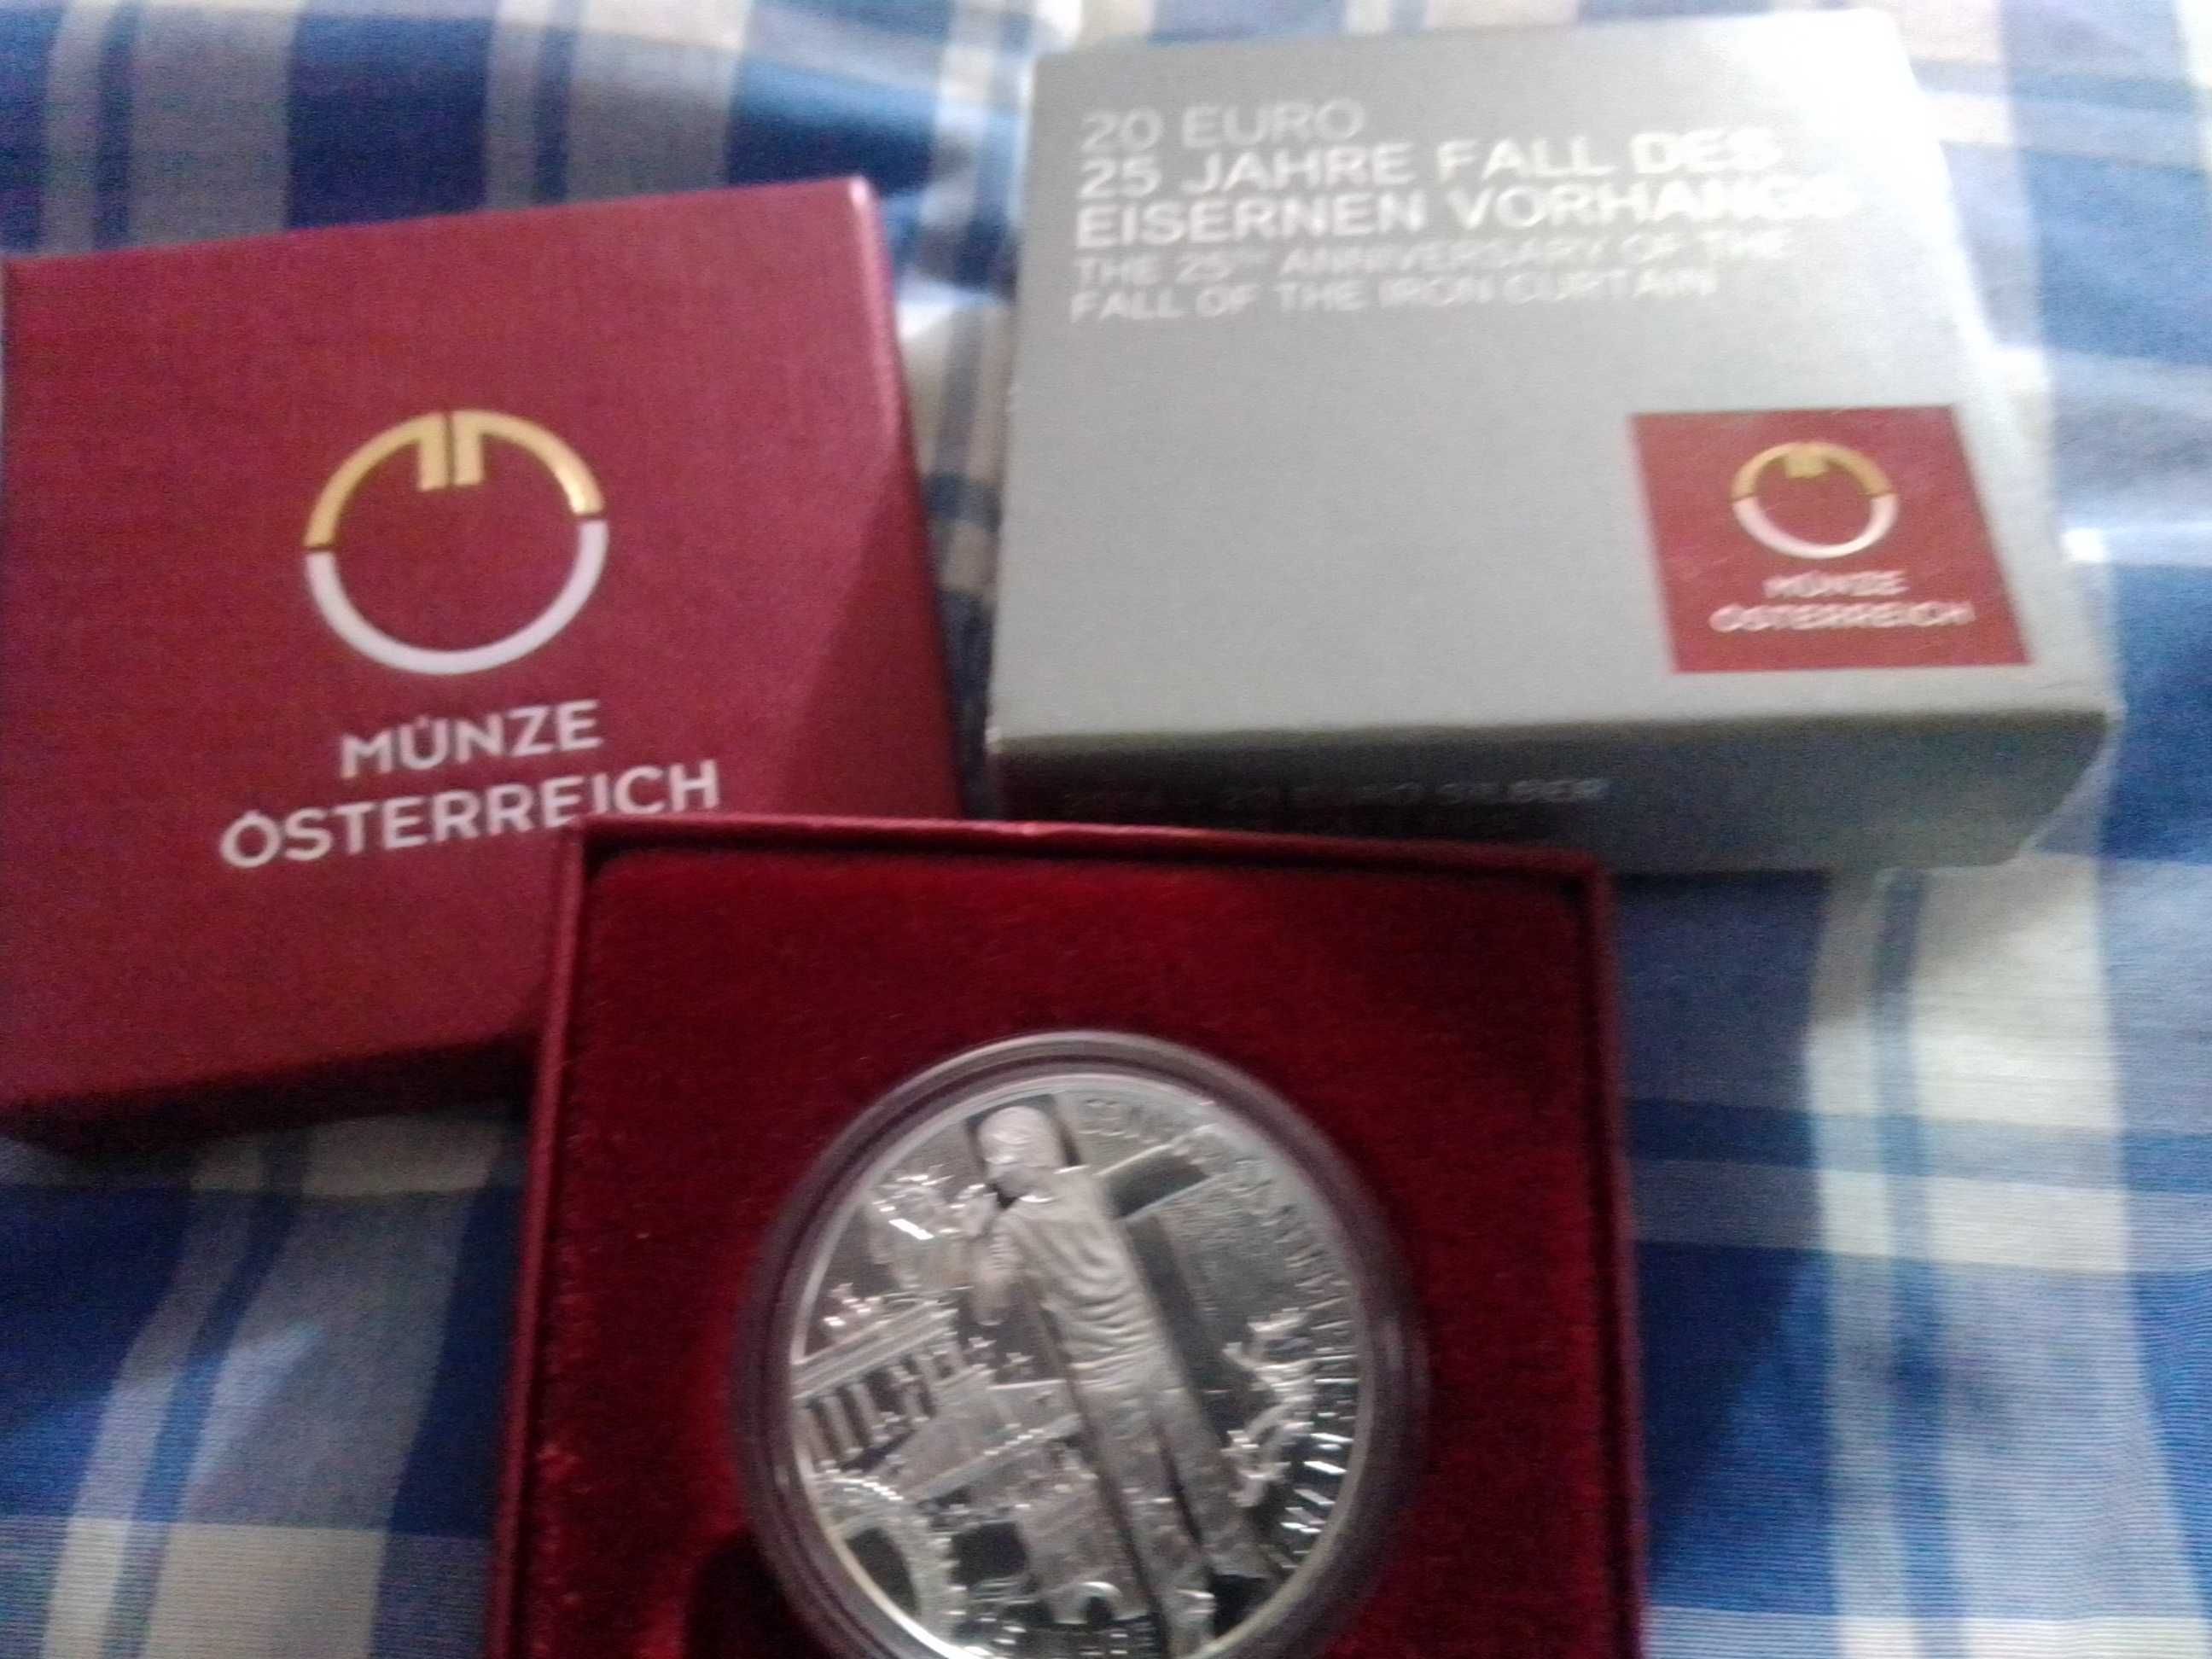 20 EURO
25 JAHRE FALL DES
EISERNEN VORHANGS
THE 25TH ANNIVERSARY OF THE
FALL OF THE IRON CURTAIN
MÜNZE
ÖSTERREICH
MÜNZE
ÖSTERREICH